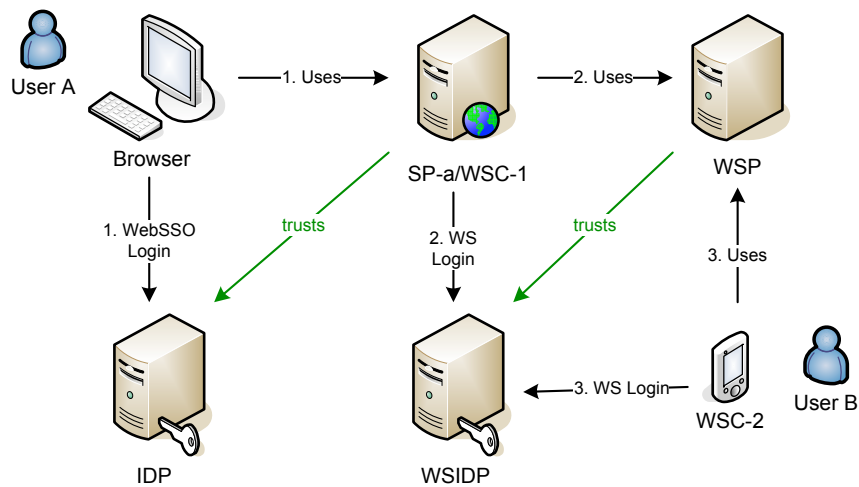 User A
Browser
1. Uses
SP-a/WSC-1
2. Uses
WSP
1. WebSSO
Login
trusts
2. WS
Login
trusts
3. Uses
IDP
WSIDP
3. WS Login
WSC-2
User B